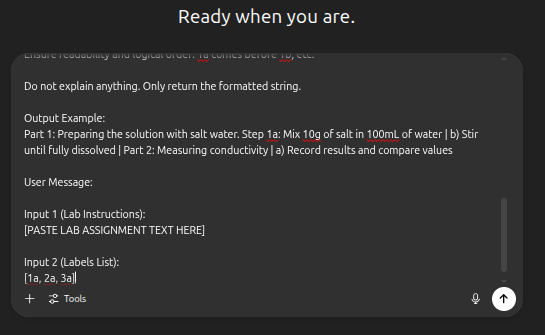 Ready when you are.
Ensure readability and logical order: 1a comes before 1b, etc.
Do not explain anything. Only return the formatted string.
Output Example:
Part 1: Preparing the solution with salt water. Step 1a: Mix 10g of salt in 100mL of water | b) Stir
until fully dissolved | Part 2: Measuring conductivity | a) Record results and compare values
User Message:
Input 1 (Lab Instructions):
[PASTE LAB ASSIGNMENT TEXT HERE]
Input 2 (Labels List):
[1a, 2a, 3a]
Tools